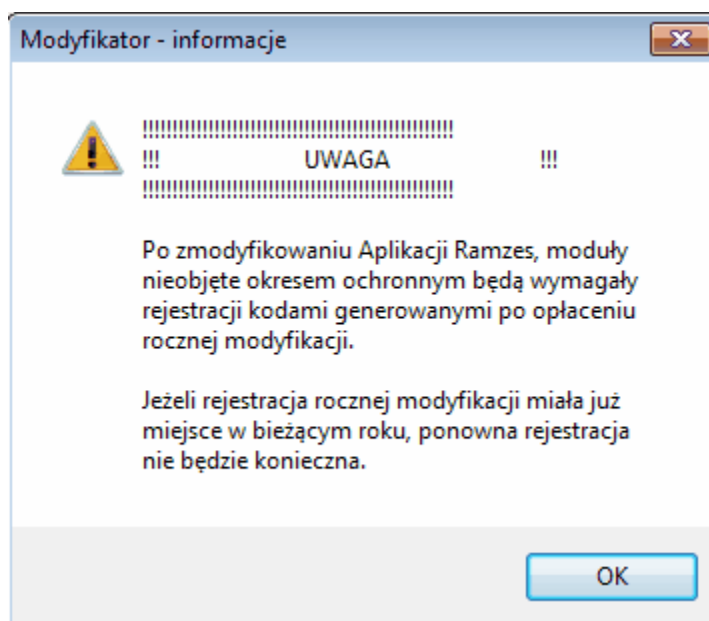 Modyfikator - informacje
!!!!!!!!!!!!!!!!!!!!!!!!!!!!!!!!!!!!!!!!!!!!!!!!!!!!
!!! UWAGA !!!
!!!!!!!!!!!!!!!!!!!!!!!!!!!!!!!!!!!!!!!!!!!!!!!!!!!!
Po zmodyfikowaniu Aplikacji Ramzes, moduły
nieobjęte okresem ochronnym będą wymagały
rejestracji kodami generowanymi po opłaceniu
rocznej modyfikacji.
Jeżeli rejestracja rocznej modyfikacji miała już
miejsce w bieżącym roku, ponowna rejestracja
nie będzie konieczna.
OK